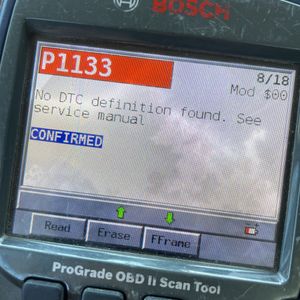 BOSCH
P1133
8/18
Mod $00
No DTC definition found. See
service manual
CONFIRMED
Read
Erase
FFrame
ProGrade OBD II Scan Tool